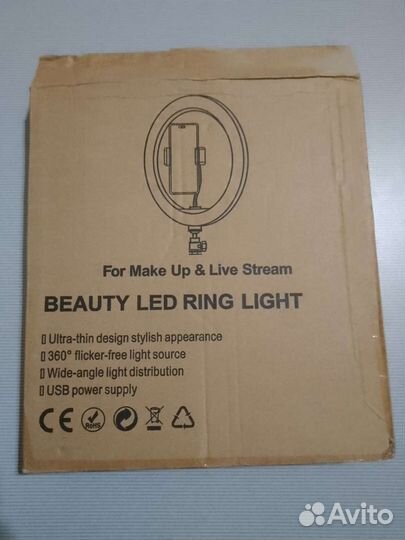 For Make Up & Live Stream
BEAUTY LED RING LIGHT
▯ Ultra-thin design stylish appearance
▯ 360° flicker-free light source
▯ Wide-angle light distribution
▯ USB power supply
CE RoHS
Avito